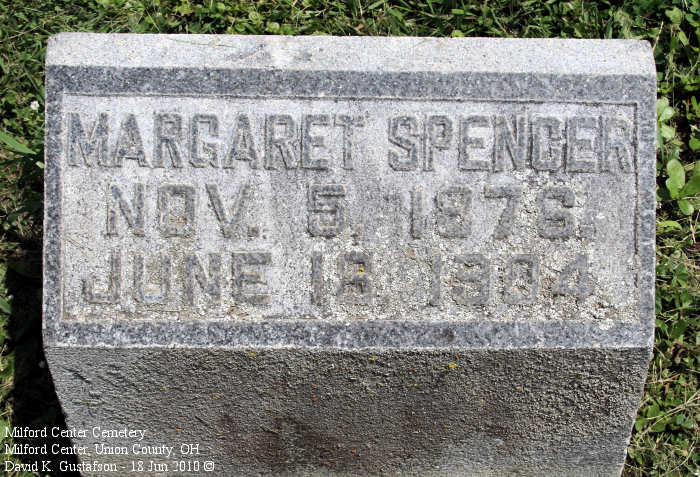 MARGARET SPENCER
NOV. 5, 1876.
JUNE 18, 1904.
Milford Center Cemetery
Milford Center, Union County, OH
David K. Gustafson - 18 Jun 2010 ©